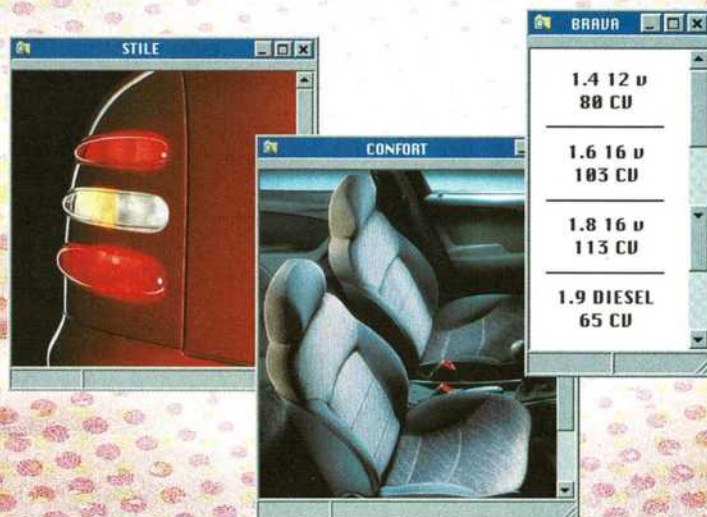 STILE
CONFORT
BRAVA
1.4 12 v
80 CV
1.6 16 v
103 CV
1.8 16 v
113 CV
1.9 DIESEL
65 CV